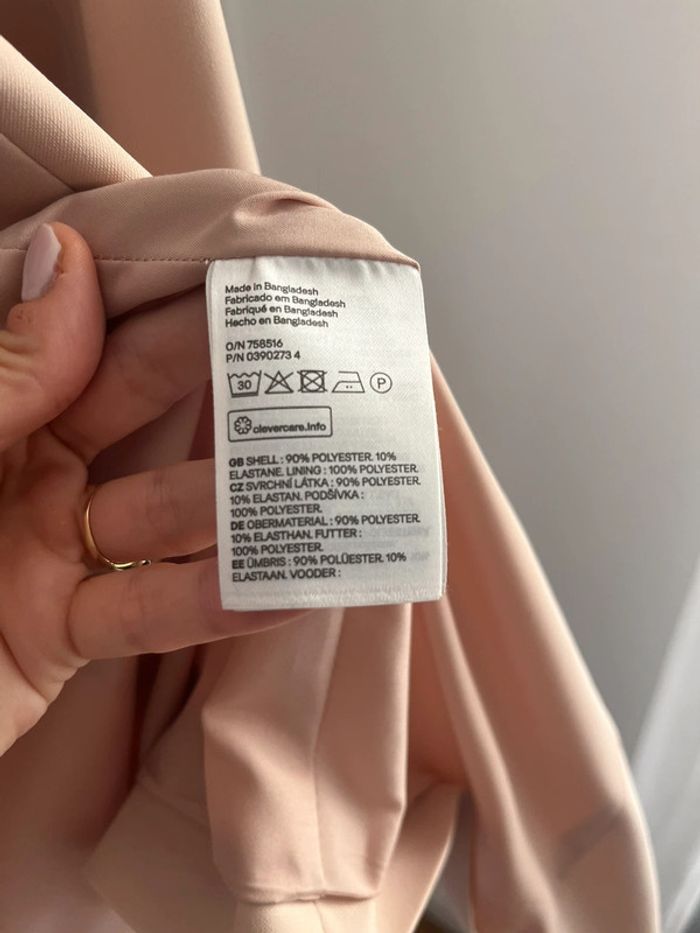 Made in Bangladesh
Fabricado em Bangladesh
Fabriqué en Bangladesh
Hecho en Bangladesh
O/N 758516
P/N 0390273 4
30 P
clevercare.info
GB SHELL : 90% POLYESTER. 10%
ELASTANE. LINING : 100% POLYESTER.
CZ SVRCHNÍ LÁTKA : 90% POLYESTER.
10% ELASTAN. PODŠÍVKA :
100% POLYESTER.
DE OBERMATERIAL : 90% POLYESTER.
10% ELASTHAN. FUTTER :
100% POLYESTER.
EE ÜMBRIS : 90% POLÜESTER. 10%
ELASTAAN. VOODER :